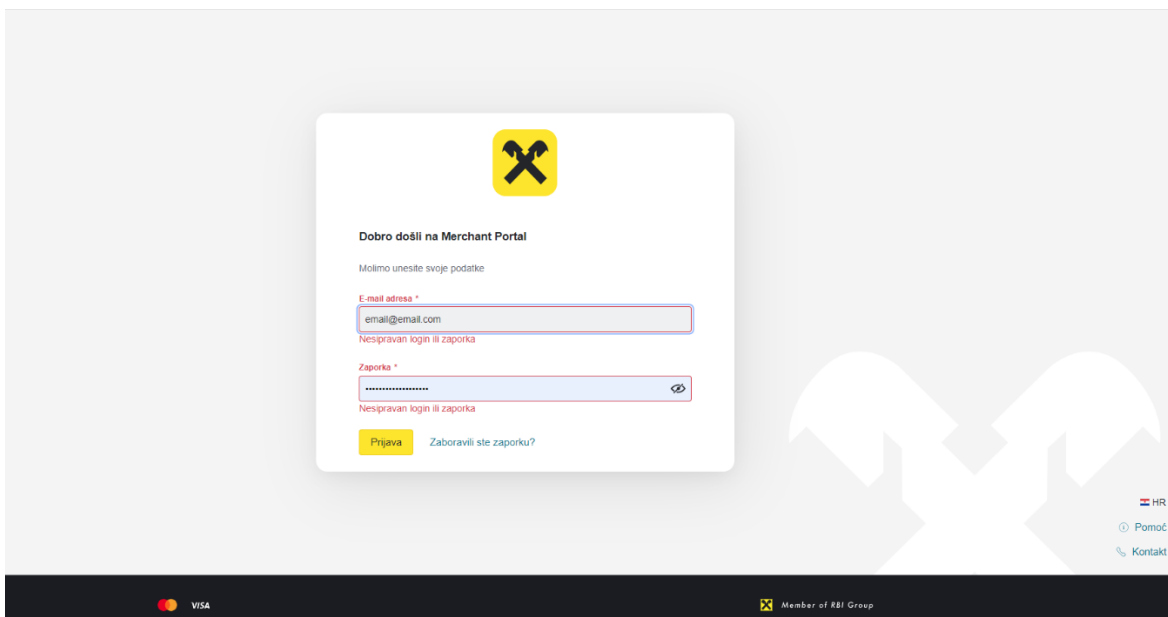 Dobro došli na Merchant Portal
Molimo unesite svoje podatke
E-mail adresa *
email@email.com
Nesipravan login ili zaporka
Zaporka *
••••••••••••••••••
Nesipravan login ili zaporka
Prijava Zaboravili ste zaporku?
HR
Pomoć
Kontakt
VISA Member of RBI Group